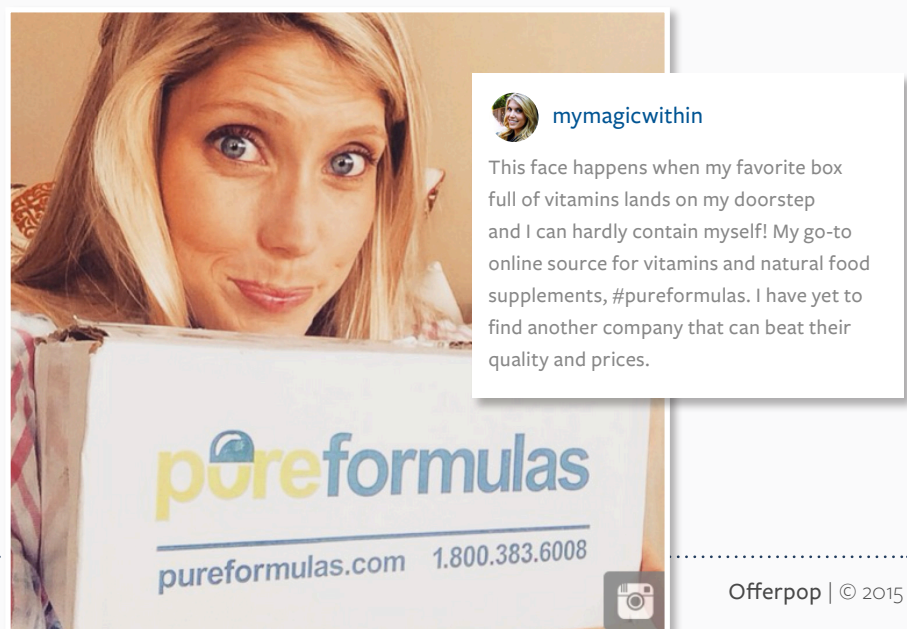 mymagicwithin
This face happens when my favorite box
full of vitamins lands on my doorstep
and I can hardly contain myself! My go-to
online source for vitamins and natural food
supplements, #pureformulas. I have yet to
find another company that can beat their
quality and prices.
pureformulas
pureformulas.com 1.800.383.6008
Offerpop | © 2015